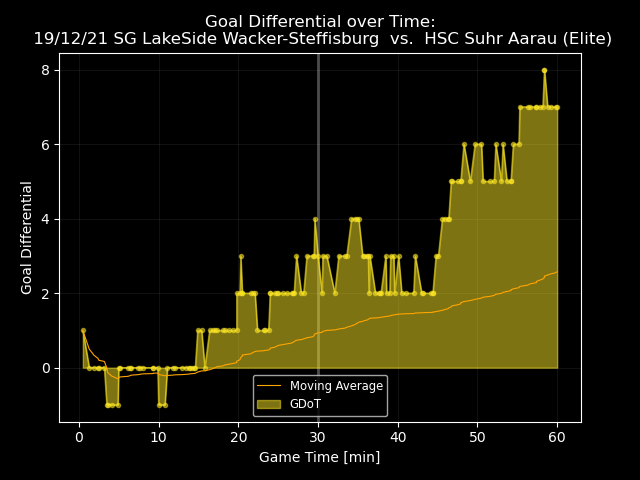 Goal Differential over Time:
19/12/21 SG LakeSide Wacker-Steffisburg  vs.  HSC Suhr Aarau (Elite)
8
6
4
2
0
Goal Differential
Moving Average
GDoT
0 10 20 30 40 50 60
Game Time [min]